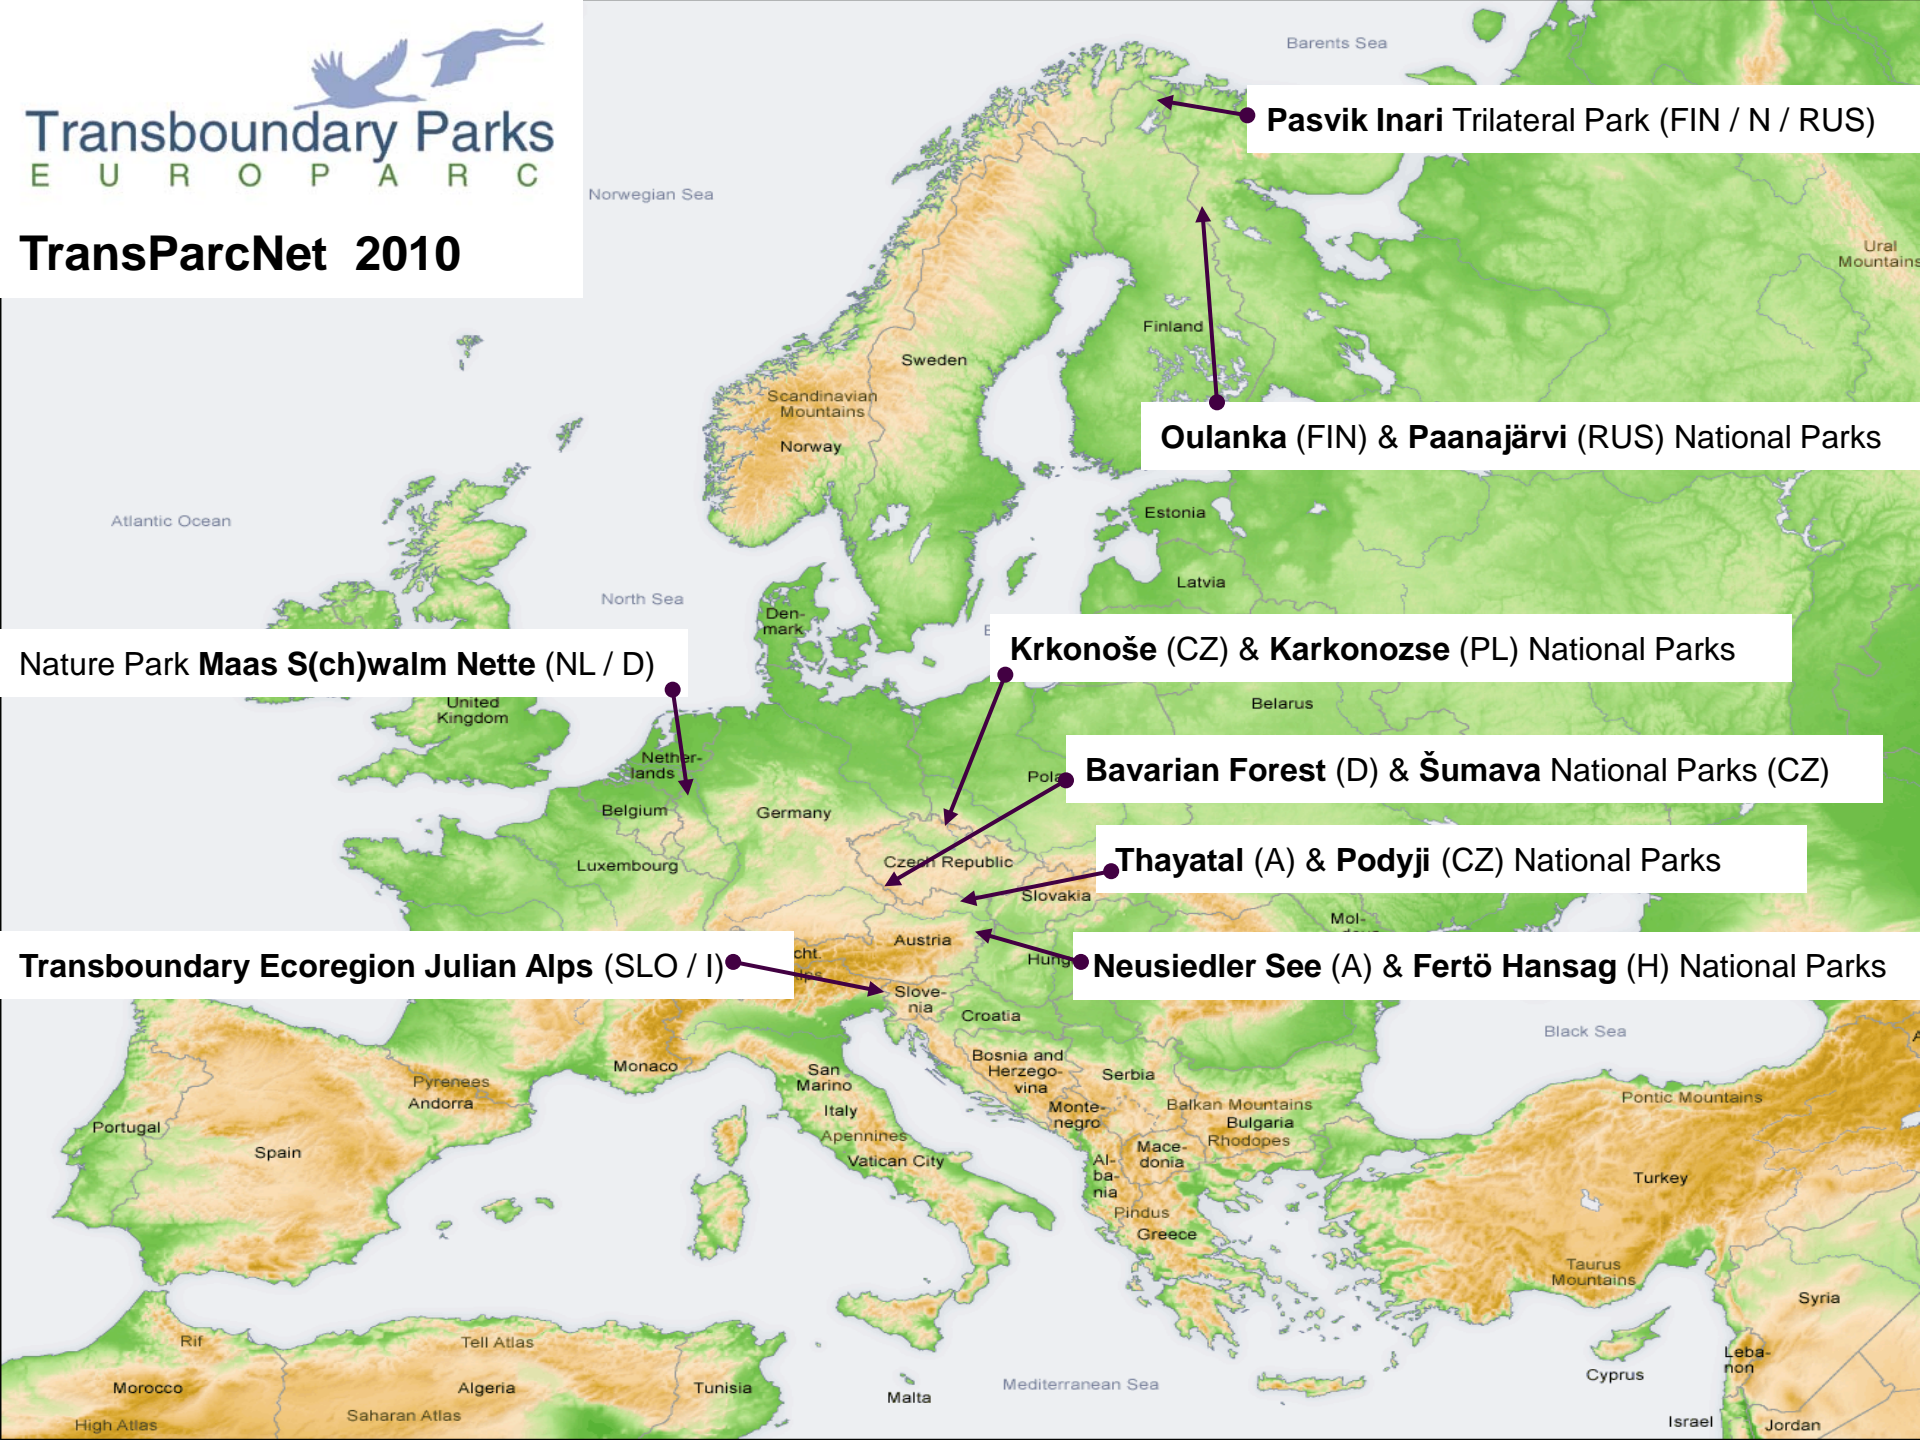 Transboundary Parks
EUROPARC
TransParcNet 2010
Barents Sea
Pasvik Inari Trilateral Park (FIN / N / RUS)
Norwegian Sea
Ural
Mountains
Finland
Sweden
Scandinavian
Mountains
Norway
Oulanka (FIN) & Paanajärvi (RUS) National Parks
Atlantic Ocean
Estonia
Latvia
North Sea
Den-
mark
Krkonoše (CZ) & Karkonozse (PL) National Parks
Nature Park Maas S(ch)walm Nette (NL / D)
United
Kingdom
Belarus
Nether-
lands
Bavarian Forest (D) & Šumava National Parks (CZ)
Belgium
Germany
Thayatal (A) & Podyji (CZ) National Parks
Luxembourg
Czech Republic
Slovakia
Mol-
Austria
Transboundary Ecoregion Julian Alps (SLO / I)
cht.
Hung
Neusiedler See (A) & Fertö Hansag (H) National Parks
Slove-
nia
Croatia
Black Sea
Monaco
San
Marino
Bosnia and
Herzego-
vina
Serbia
Pyrenees
Andorra
Italy
Monte-
negro
Balkan Mountains
Bulgaria
Rhodopes
Pontic Mountains
Portugal
Spain
Apennines
Vatican City
Mace-
donia
Al-
ba-
nia
Turkey
Pindus
Greece
Taurus
Mountains
Syria
Rif
Tell Atlas
Leba-
non
Morocco
Algeria
Tunisia
Malta
Mediterranean Sea
Cyprus
High Atlas
Saharan Atlas
Israel
Jordan